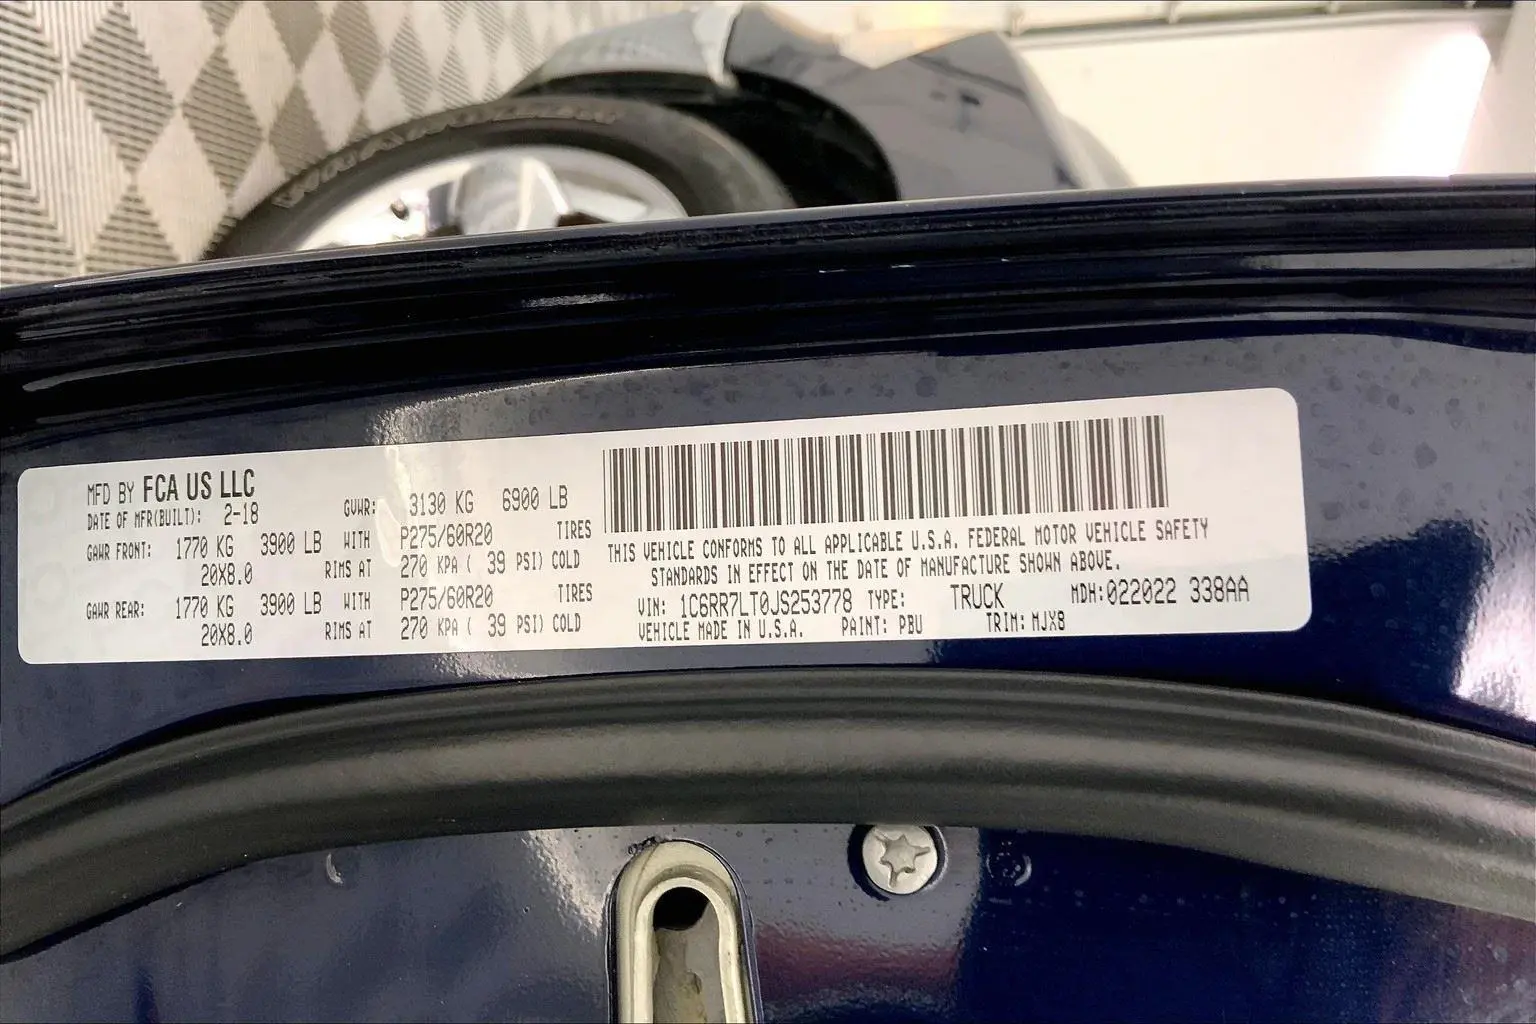 MFD BY FCA US LLC
DATE OF MFR(BUILT): 2-18 GVWR: 3130 KG 6900 LB
GAWR FRONT: 1770 KG 3900 LB WITH P275/60R20 TIRES
20X8.0 RIMS AT 270 KPA ( 39 PSI) COLD
GAWR REAR: 1770 KG 3900 LB WITH P275/60R20 TIRES
20X8.0 RIMS AT 270 KPA ( 39 PSI) COLD
THIS VEHICLE CONFORMS TO ALL APPLICABLE U.S.A. FEDERAL MOTOR VEHICLE SAFETY
STANDARDS IN EFFECT ON THE DATE OF MANUFACTURE SHOWN ABOVE.
VIN: 1C6RR7LT0JS253778 TYPE: TRUCK MDH:022022 338AA
VEHICLE MADE IN U.S.A. PAINT: PBU TRIM: MJX8